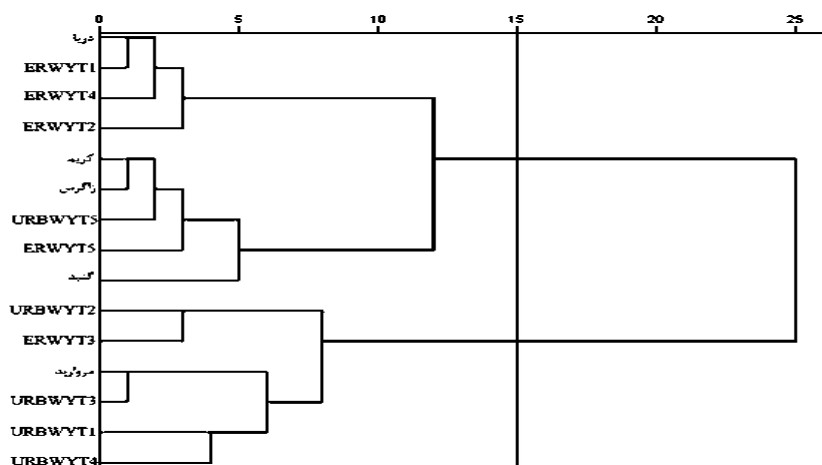 0 5 10 15 20 25
دریا
ERWYT1
ERWYT4
ERWYT2
کریم
زاگرس
URBWYT5
ERWYT5
گنبد
URBWYT2
ERWYT3
مروارید
URBWYT3
URBWYT1
URBWYT4